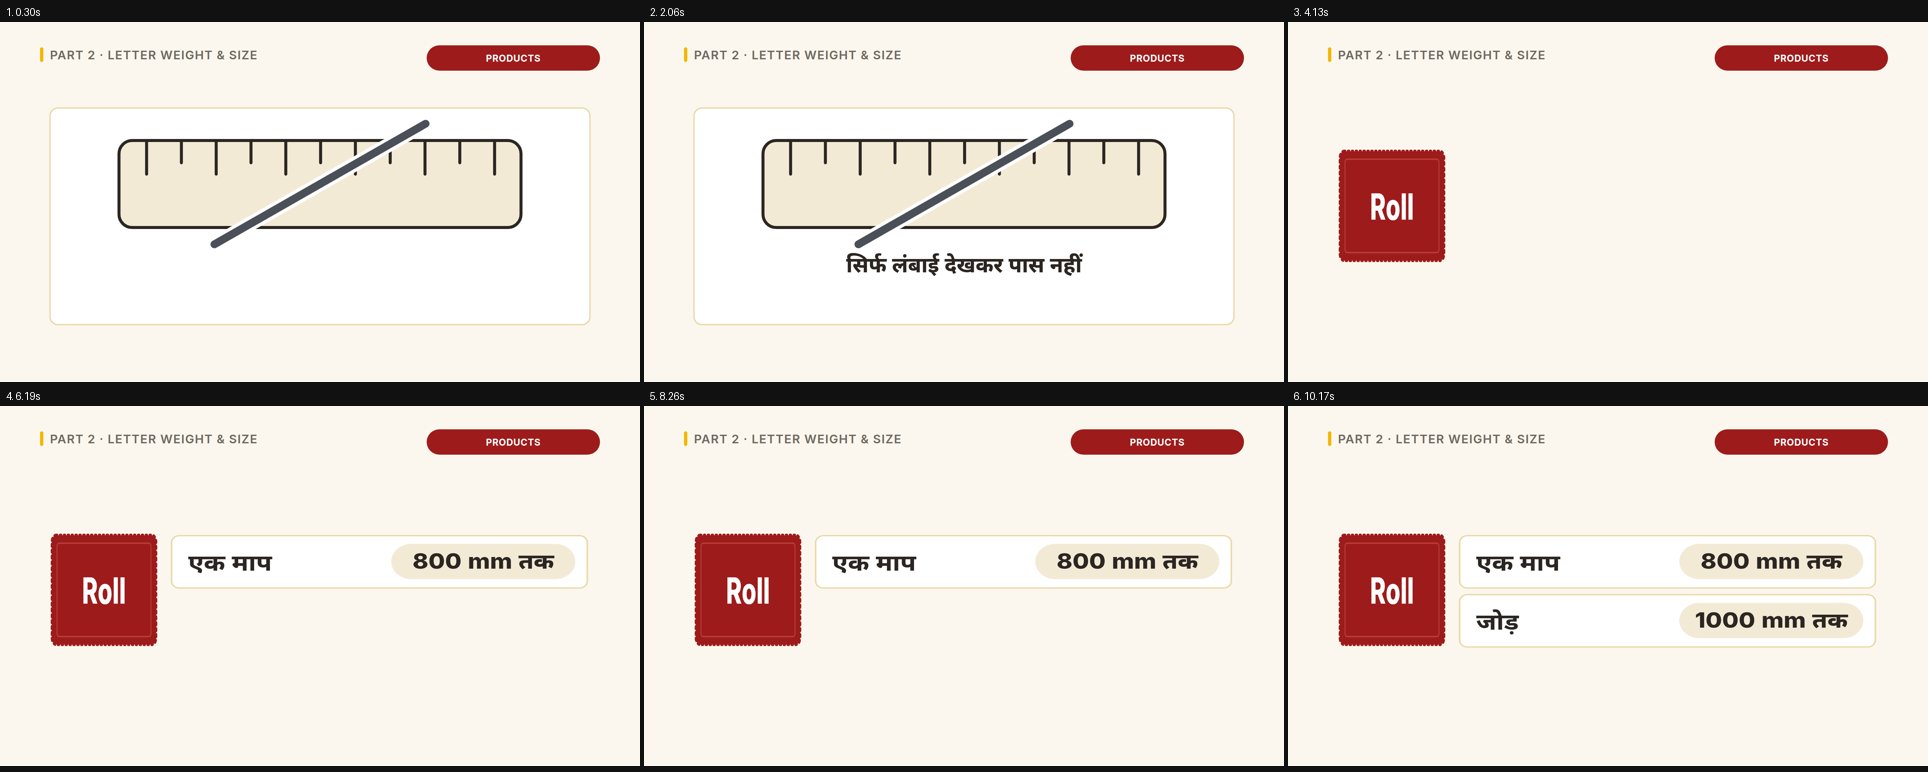 1. 0.30s
PART 2 · LETTER WEIGHT & SIZE
PRODUCTS
2. 2.06s
PART 2 · LETTER WEIGHT & SIZE
PRODUCTS
सिर्फ लंबाई देखकर पास नहीं
3. 4.13s
PART 2 · LETTER WEIGHT & SIZE
PRODUCTS
Roll
4. 6.19s
PART 2 · LETTER WEIGHT & SIZE
PRODUCTS
Roll
एक माप
800 mm तक
5. 8.26s
PART 2 · LETTER WEIGHT & SIZE
PRODUCTS
Roll
एक माप
800 mm तक
6. 10.17s
PART 2 · LETTER WEIGHT & SIZE
PRODUCTS
Roll
एक माप
800 mm तक
जोड़
1000 mm तक